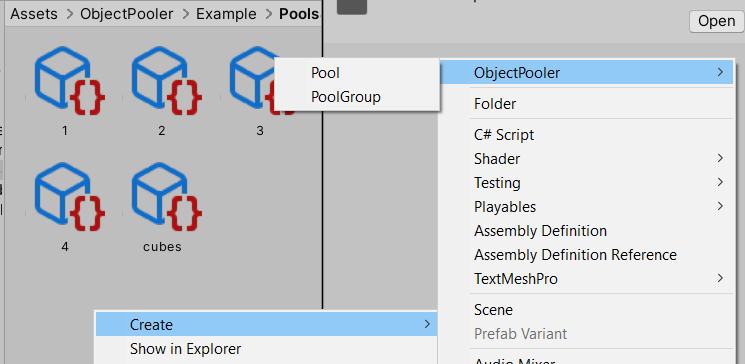 Assets > ObjectPooler > Example > Pools
Open
1
2
3
4
cubes
Pool
PoolGroup
ObjectPooler
Folder
C# Script
Shader
Testing
Playables
Assembly Definition
Assembly Definition Reference
TextMeshPro
Scene
Prefab Variant
Audio Mixer
Create
Show in Explorer